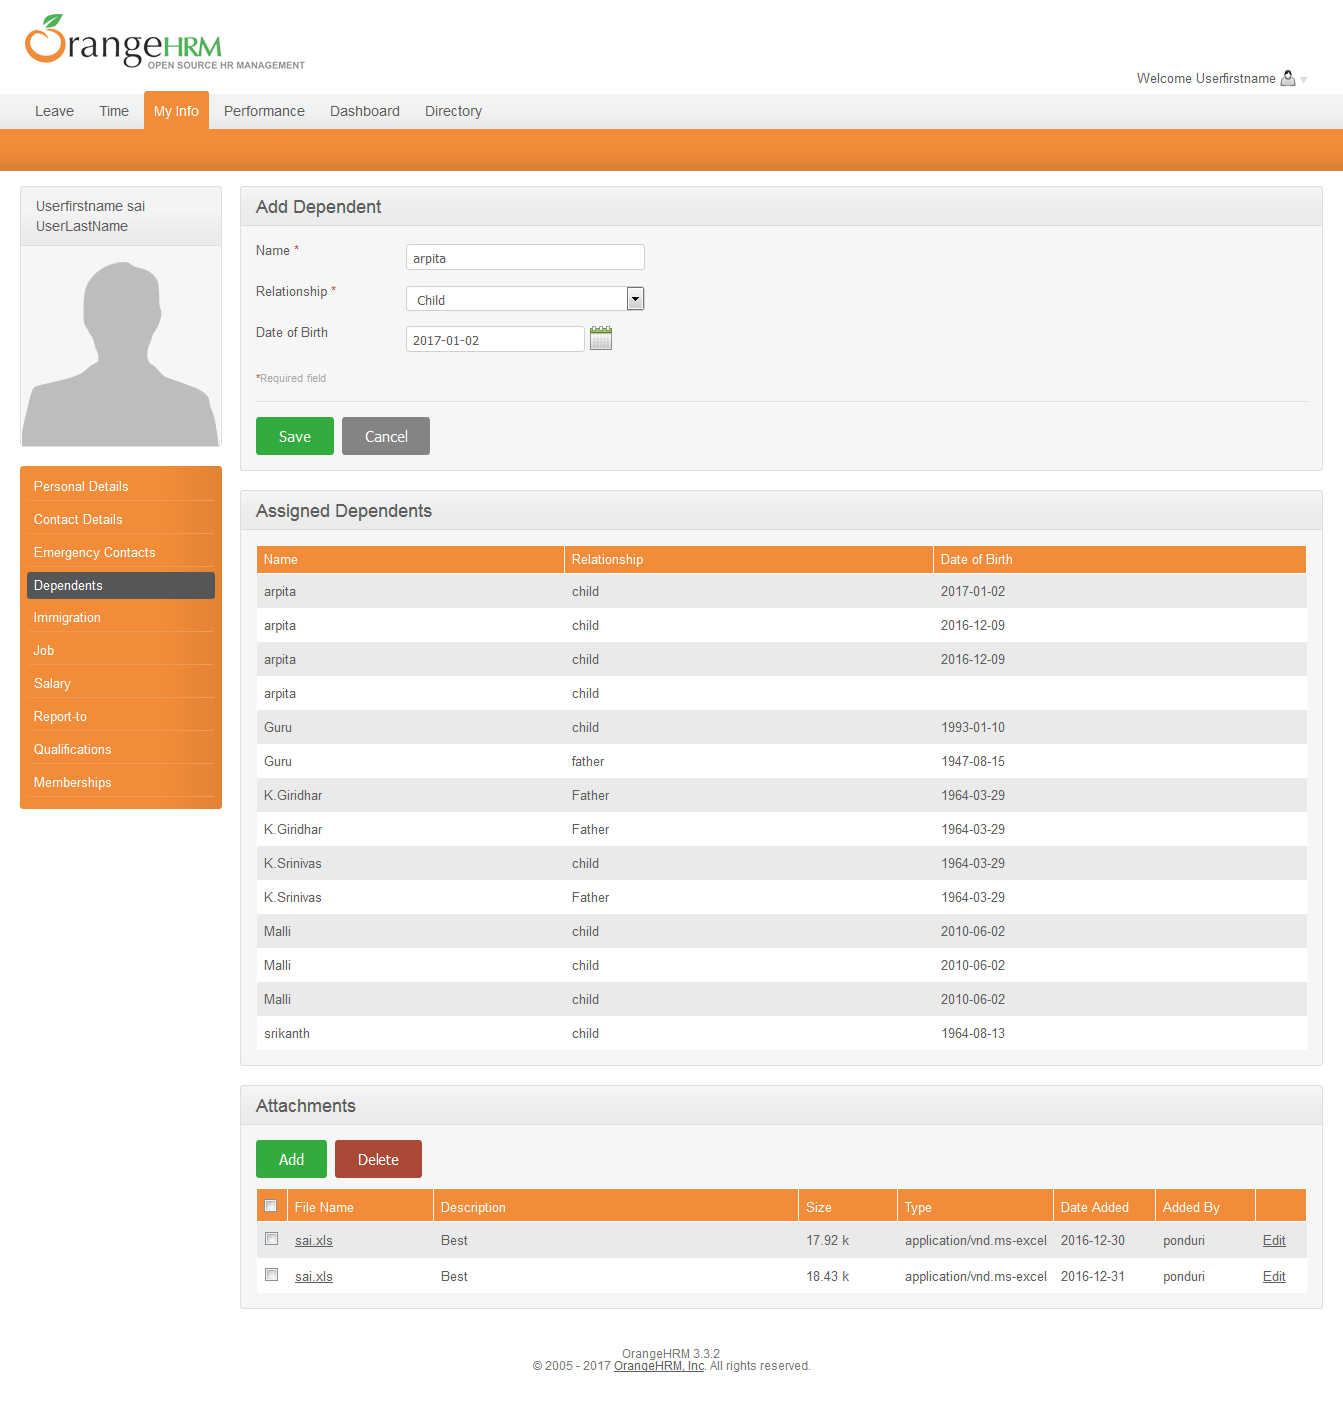 OrangeHRM
OPEN SOURCE HR MANAGEMENT
Welcome Userfirstname
Leave Time My Info Performance Dashboard Directory
Userfirstname sai
UserLastName
Personal Details
Contact Details
Emergency Contacts
Dependents
Immigration
Job
Salary
Report-to
Qualifications
Memberships
Add Dependent
Name * arpita
Relationship * Child
Date of Birth 2017-01-02
*Required field
Save Cancel
Assigned Dependents
Name Relationship Date of Birth
arpita child 2017-01-02
arpita child 2016-12-09
arpita child 2016-12-09
arpita child
Guru child 1993-01-10
Guru father 1947-08-15
K.Giridhar Father 1964-03-29
K.Giridhar Father 1964-03-29
K.Srinivas child 1964-03-29
K.Srinivas Father 1964-03-29
Malli child 2010-06-02
Malli child 2010-06-02
Malli child 2010-06-02
srikanth child 1964-08-13
Attachments
Add Delete
File Name Description Size Type Date Added Added By
sai.xls Best 17.92 k application/vnd.ms-excel 2016-12-30 ponduri Edit
sai.xls Best 18.43 k application/vnd.ms-excel 2016-12-31 ponduri Edit
OrangeHRM 3.3.2
© 2005 - 2017 OrangeHRM, Inc. All rights reserved.